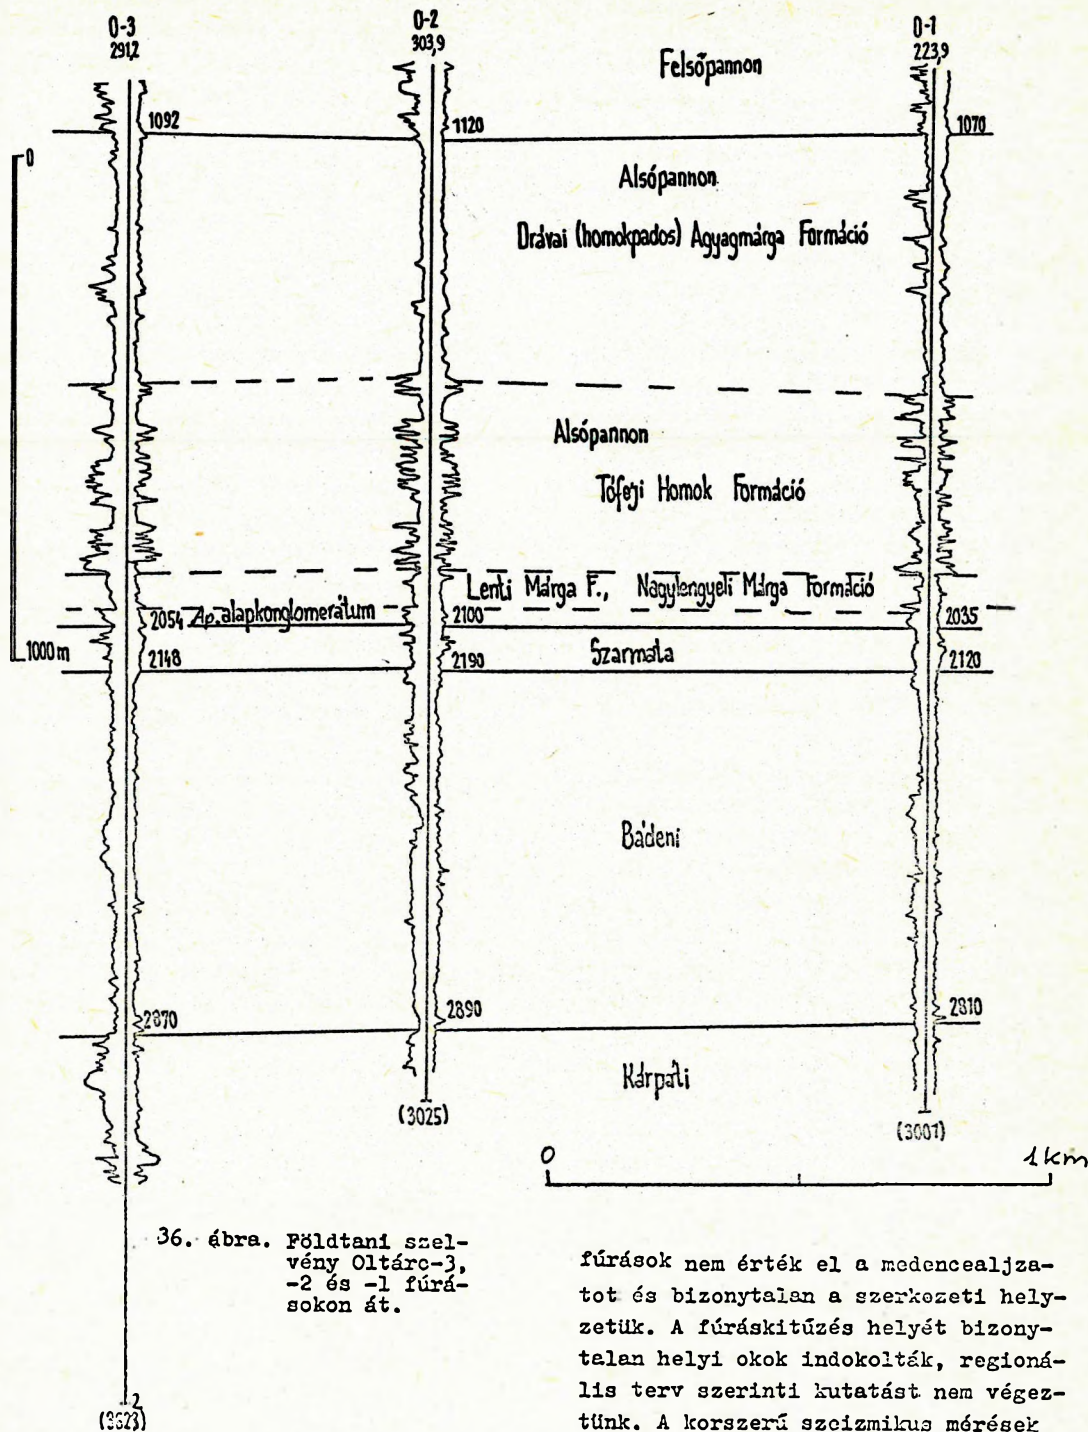 O-3
291,2
O-2
303,9
O-1
223,9
Felsőpannon
1092
1120
1070
0
Alsópannon
Drávai (homokpados) Agyagmárga Formáció
Alsópannon
Tófeji Homok Formáció
Lenti Márga F., Nagylengyeli Márga Formáció
2054 Ap. alapkonglomerátum
2100
2035
1000 m
2148
2190
Szarmata
2120
Bádeni
2870
2890
2810
Kárpáti
(3025)
(3001)
0
1 km
36. ábra. Földtani szel-
vény Oltárc-3,
-2 és -1 fúrá-
sokon át.
(3623)
fúrások nem érték el a medencealjza-
tot és bizonytalan a szerkezeti hely-
zetük. A fúráskitűzés helyét bizony-
talan helyi okok indokolták, regioná-
lis terv szerinti kutatást nem végez-
tünk. A korszerű szeizmikus mérések